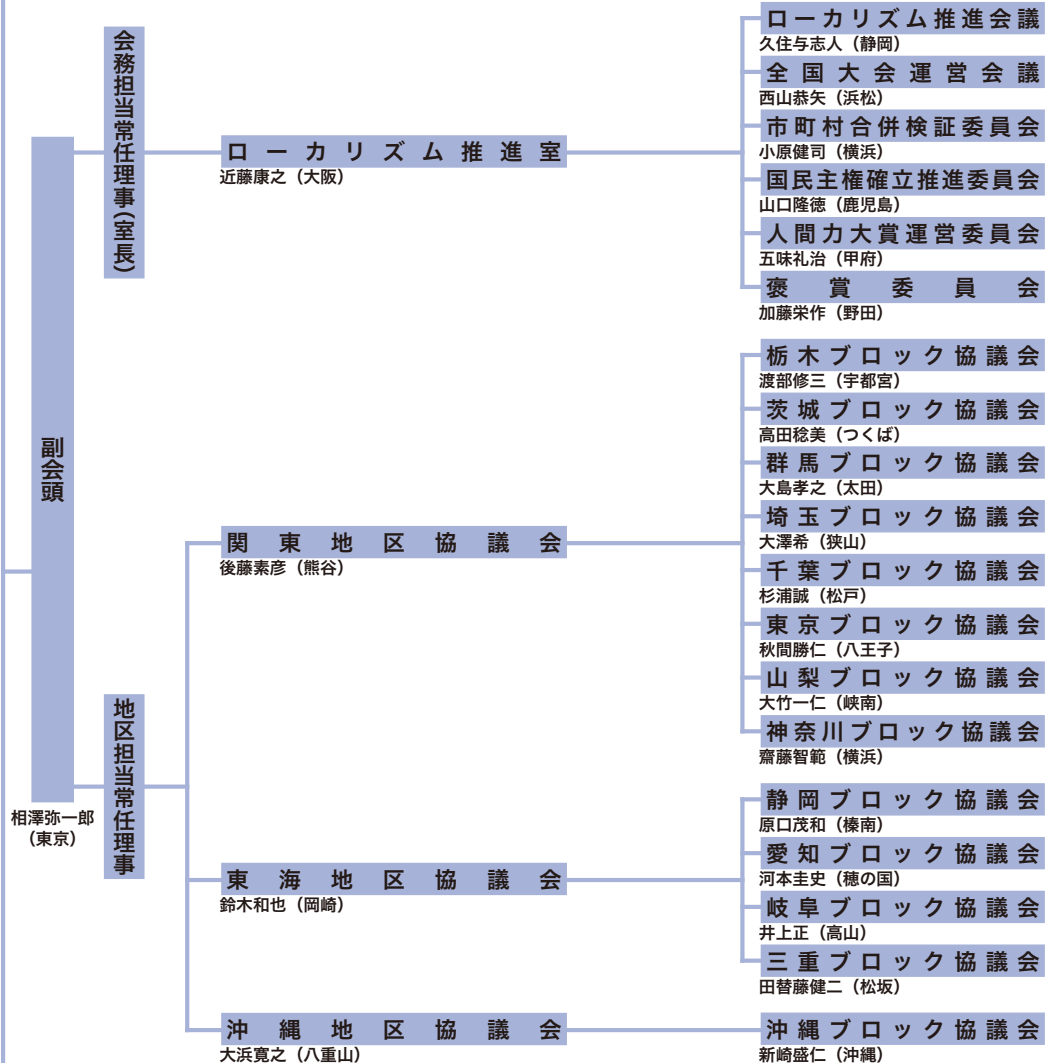 副会頭
相澤弥一郎
（東京）
会務担当常任理事(室長)
ローカリズム推進室
近藤康之（大阪）
ローカリズム推進会議
久住与志人（静岡）
全国大会運営会議
西山恭矢（浜松）
市町村合併検証委員会
小原健司（横浜）
国民主権確立推進委員会
山口隆徳（鹿児島）
人間力大賞運営委員会
五味礼治（甲府）
褒賞委員会
加藤栄作（野田）
地区担当常任理事
関東地区協議会
後藤素彦（熊谷）
栃木ブロック協議会
渡部修三（宇都宮）
茨城ブロック協議会
高田稔美（つくば）
群馬ブロック協議会
大島孝之（太田）
埼玉ブロック協議会
大澤希（狭山）
千葉ブロック協議会
杉浦誠（松戸）
東京ブロック協議会
秋間勝仁（八王子）
山梨ブロック協議会
大竹一仁（峡南）
神奈川ブロック協議会
齋藤智範（横浜）
東海地区協議会
鈴木和也（岡崎）
静岡ブロック協議会
原口茂和（榛南）
愛知ブロック協議会
河本圭史（穂の国）
岐阜ブロック協議会
井上正（高山）
三重ブロック協議会
田替藤健二（松坂）
沖縄地区協議会
大浜寛之（八重山）
沖縄ブロック協議会
新崎盛仁（沖縄）